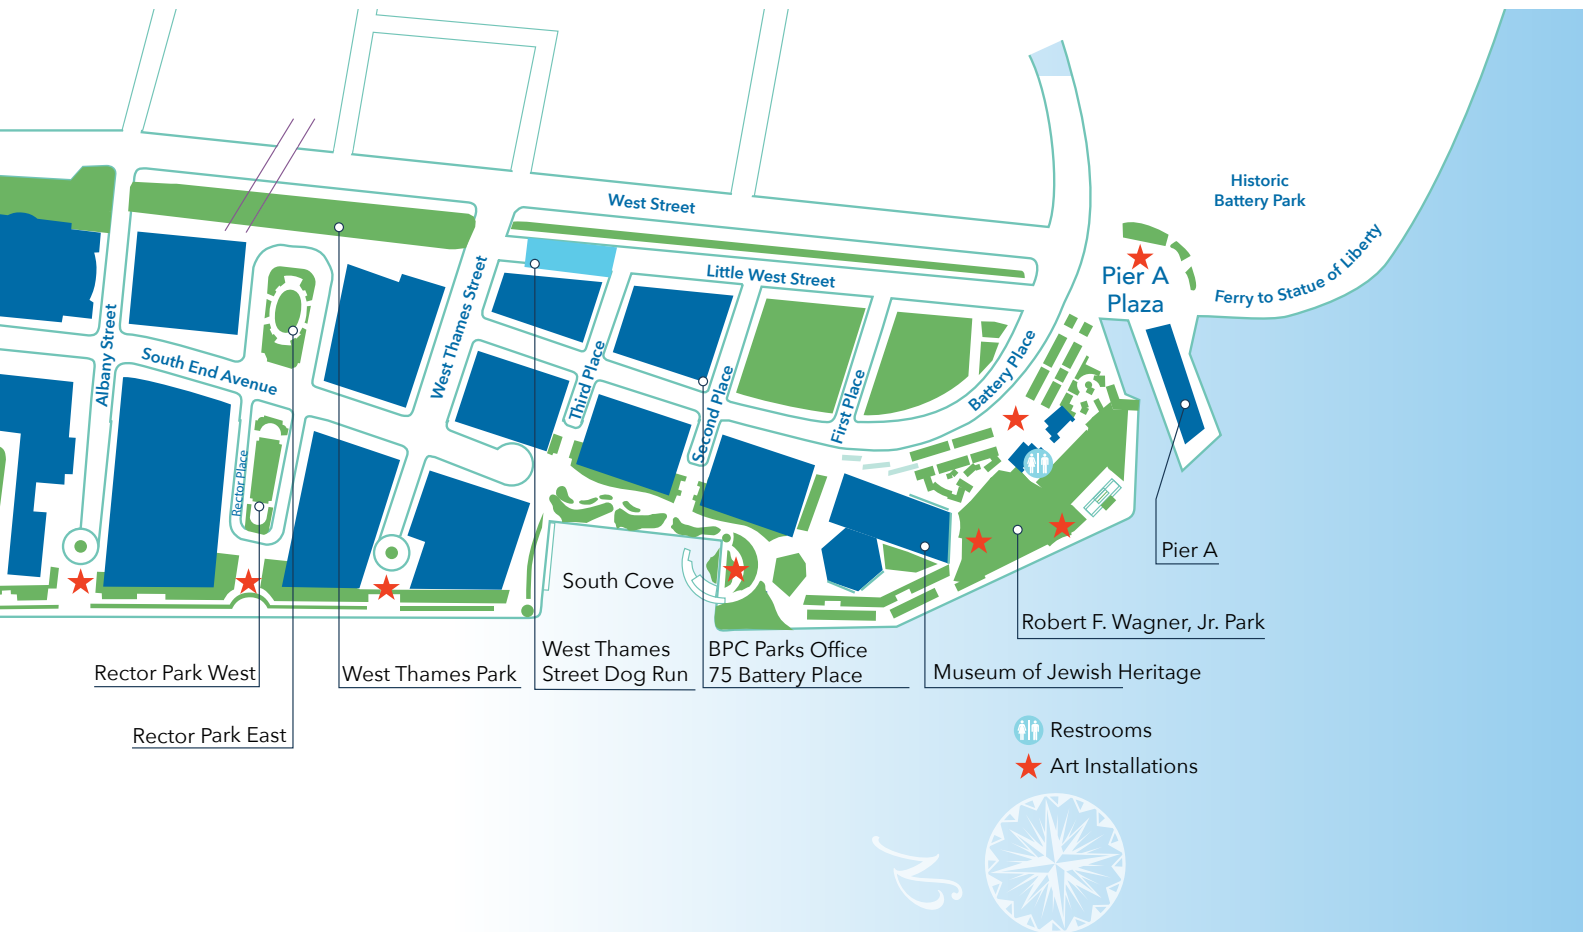 West Street
Historic
Battery Park
Little West Street
Pier A
Plaza
Ferry to Statue of Liberty
Albany Street
South End Avenue
West Thames Street
Third Place
Second Place
First Place
Battery Place
Rector Place
South Cove
Pier A
Robert F. Wagner, Jr. Park
West Thames
Street Dog Run
BPC Parks Office
75 Battery Place
Museum of Jewish Heritage
Rector Park West
West Thames Park
Rector Park East
Restrooms
Art Installations
N